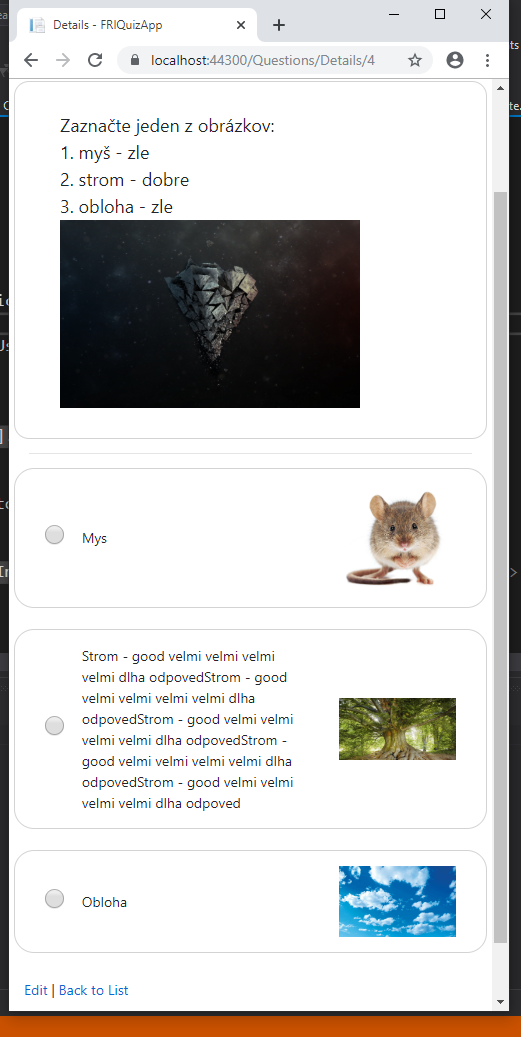 Details - FRIQuizApp
localhost:44300/Questions/Details/4
Zaznačte jeden z obrázkov:
1. myš - zle
2. strom - dobre
3. obloha - zle
Mys
Strom - good velmi velmi velmi
velmi dlha odpovedStrom - good
velmi velmi velmi velmi dlha
odpovedStrom - good velmi velmi
velmi velmi dlha odpovedStrom -
good velmi velmi velmi velmi dlha
odpovedStrom - good velmi velmi
velmi velmi dlha odpoved
Obloha
Edit | Back to List